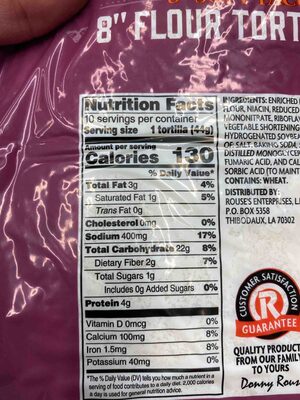 8" FLOUR TORT
Nutrition Facts
10 servings per container
Serving size 1 tortilla (44g)
Amount per serving
Calories 130
% Daily Value*
Total Fat 3g 4%
Saturated Fat 1g 5%
Trans Fat 0g
Cholesterol 0mg 0%
Sodium 400mg 17%
Total Carbohydrate 22g 8%
Dietary Fiber 2g 7%
Total Sugars 1g
Includes 0g Added Sugars 0%
Protein 4g
Vitamin D 0mcg 0%
Calcium 100mg 8%
Iron 1.5mg 8%
Potassium 40mg 0%
*The % Daily Value (DV) tells you how much a nutrient in a
serving of food contributes to a daily diet. 2,000 calories
a day is used for general nutrition advice.
INGREDIENTS: ENRICHED
FLOUR, NIACIN, REDUCED
MONONITRATE, RIBOFLAV
VEGETABLE SHORTENING
HYDROGENATED SOYBEA
OF SALT, BAKING SODA,
DISTILLED MONOGLYCER
FUMARIC ACID, AND CAL
SORBIC ACID (TO MAINT
CONTAINS: WHEAT.
DISTRIBUTED BY:
ROUSE'S ENTERPRISES, L
P.O. BOX 5358
THIBODAUX, LA 70302
CUSTOMER SATISFACTION
R
GUARANTEE
QUALITY PRODUCT
FROM OUR FAMILY
TO YOURS
Donny Rous